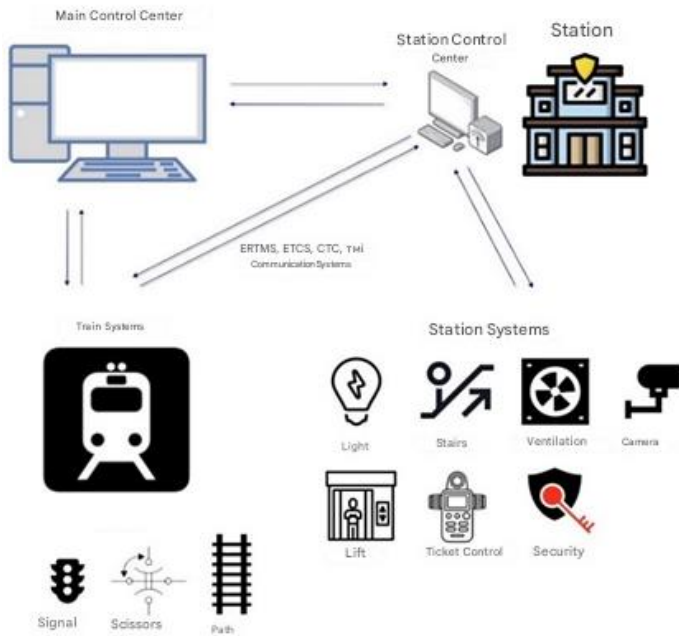 Main Control Center
Station Control
Center
Station
ERTMS, ETCS, CTC, TMİ
Communication Systems
Train Systems
Station Systems
Light
Stairs
Ventilation
Camera
Lift
Ticket Control
Security
Signal
Scissors
Path